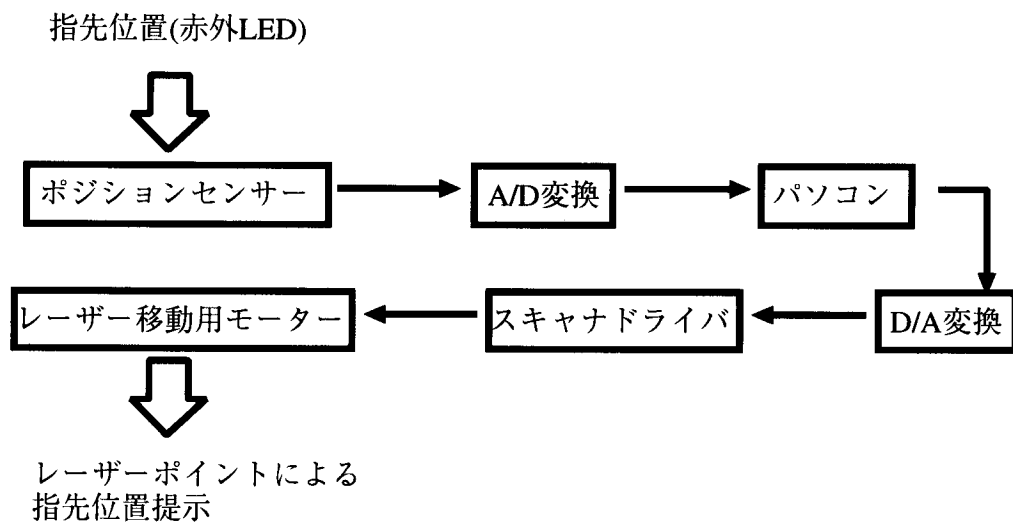 指先位置(赤外LED)
ポジションセンサー
A/D変換
パソコン
D/A変換
スキャナドライバ
レーザー移動用モーター
レーザーポイントによる
指先位置提示